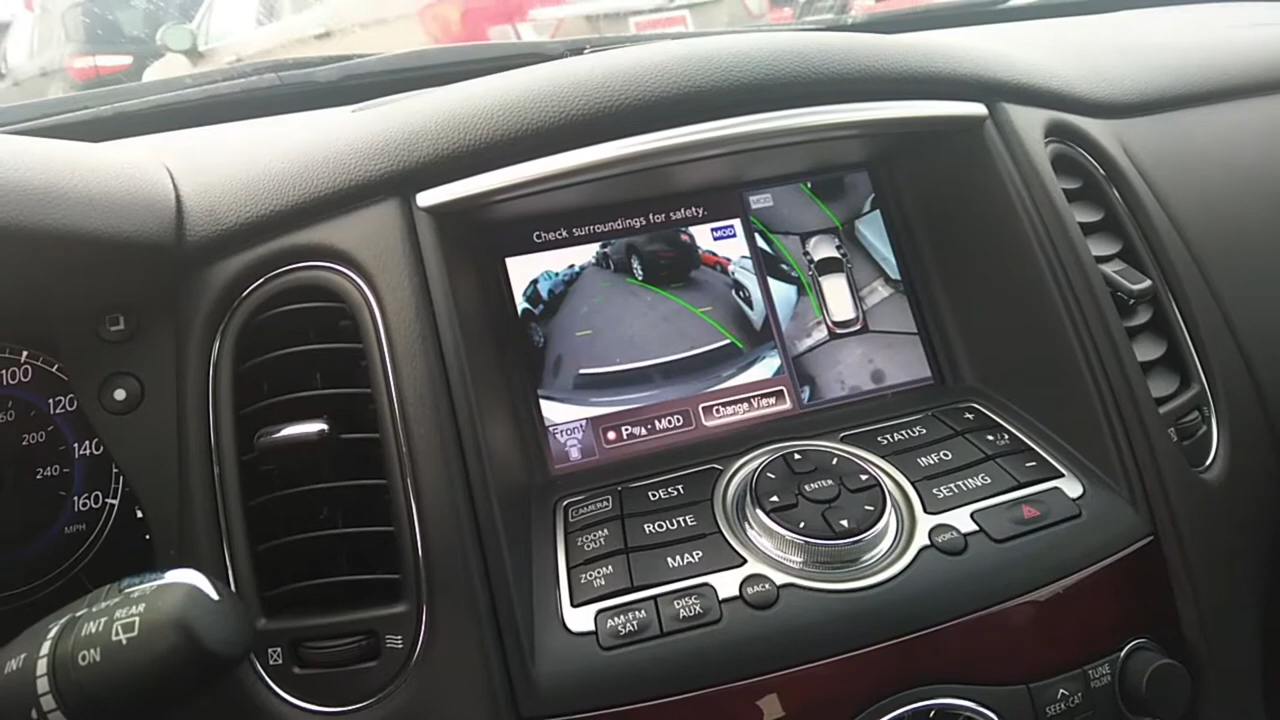 Check surroundings for safety.
MOD
MOD
Front
P MOD
Change View
CAMERA
DEST
ZOOM OUT
ROUTE
ZOOM IN
MAP
AM·FM SAT
DISC AUX
BACK
ENTER
STATUS
+
INFO
OFF
SETTING
−
VOICE
100
120
140
160
MPH
60
200
240
INT
REAR
INT
ON
SEEK·CAT
TUNE FOLDER